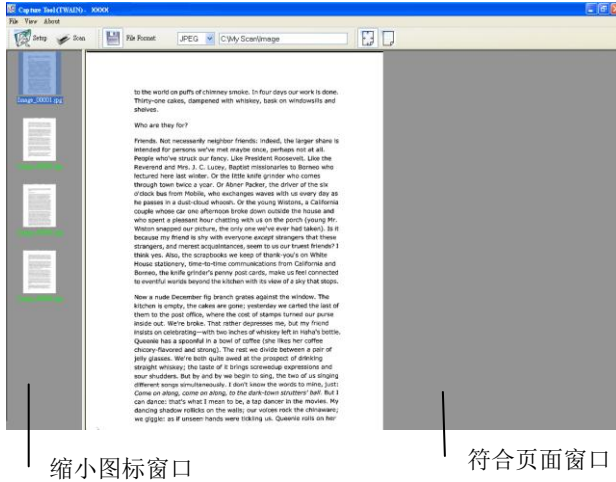 Capture Tool(TWAIN)- XXXX
File View About
Setup Scan File Format JPEG C:\My Scan\Image
Image_00001.jpg
to the world on puffs of chimney smoke. In four days our work is done.
Thirty-one cakes, dampened with whiskey, bask on windowsills and
shelves.
Who are they for?
Friends. Not necessarily neighbor friends: indeed, the larger share is
intended for persons we've met maybe once, perhaps not at all.
People who've struck our fancy. Like President Roosevelt. Like the
Reverend and Mrs. J. C. Lucey, Baptist missionaries to Borneo who
lectured here last winter. Or the little knife grinder who comes
through town twice a year. Or Abner Packer, the driver of the six
o'clock bus from Mobile, who exchanges waves with us every day as
he passes in a dust-cloud whoosh. Or the young Wistons, a California
couple whose car one afternoon broke down outside the house and
who spent a pleasant hour chatting with us on the porch (young Mr.
Wiston snapped our picture, the only one we've ever had taken). Is it
because my friend is shy with everyone except strangers that these
strangers, and merest acquaintances, seem to us our truest friends? I
think yes. Also, the scrapbooks we keep of thank-you's on White
House stationery, time-to-time communications from California and
Borneo, the knife grinder's penny post cards, make us feel connected
to eventful worlds beyond the kitchen with its view of a sky that stops.
Now a nude December fig branch grates against the window. The
kitchen is empty, the cakes are gone; yesterday we carted the last of
them to the post office, where the cost of stamps turned our purse
inside out. We're broke. That rather depresses me, but my friend
insists on celebrating—with two inches of whiskey left in Haha's bottle.
Queenie has a spoonful in a bowl of coffee (she likes her coffee
chicory-flavored and strong). The rest we divide between a pair of
jelly glasses. We're both quite awed at the prospect of drinking
straight whiskey; the taste of it brings screwedup expressions and
sour shudders. But by and by we begin to sing, the two of us singing
different songs simultaneously. I don't know the words to mine, just:
Come on along, come on along, to the dark-town strutters' ball. But I
can dance: that's what I mean to be, a tap dancer in the movies. My
dancing shadow rollicks on the walls; our voices rock the chinaware;
we giggle: as if unseen hands were tickling us. Queenie rolls on her
缩小图标窗口
符合页面窗口